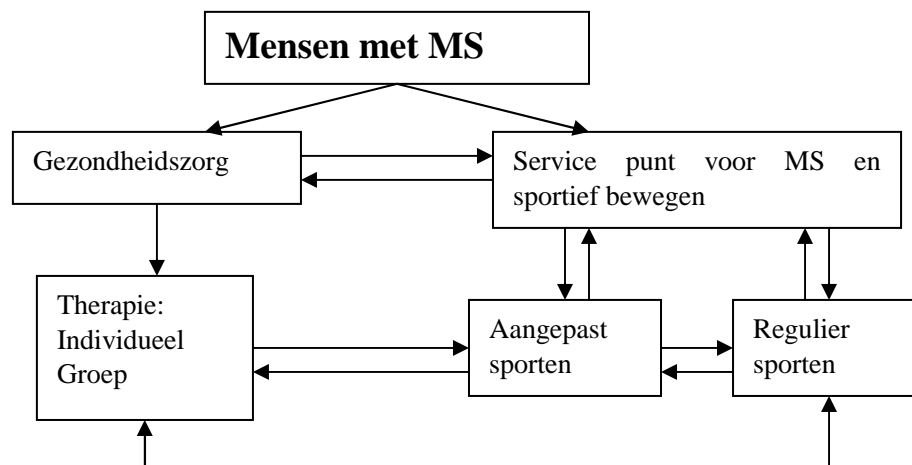 Mensen met MS
Gezondheidszorg
Service punt voor MS en
sportief bewegen
Therapie:
Individueel
Groep
Aangepast
sporten
Regulier
sporten